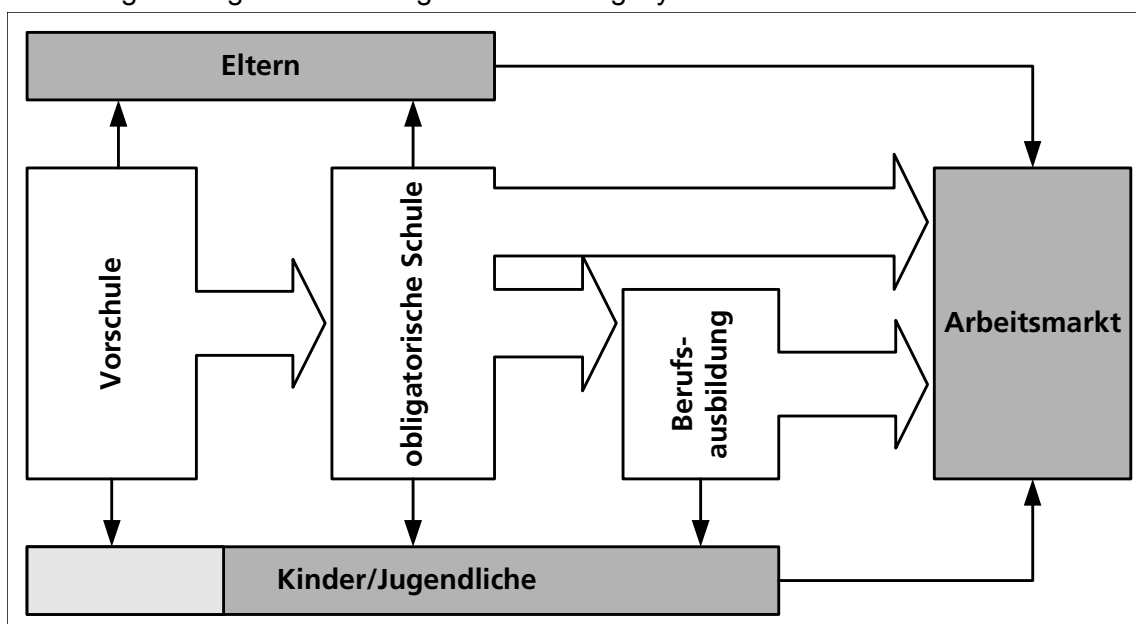 Eltern
Vorschule
obligatorische Schule
Berufs-
ausbildung
Arbeitsmarkt
Kinder/Jugendliche